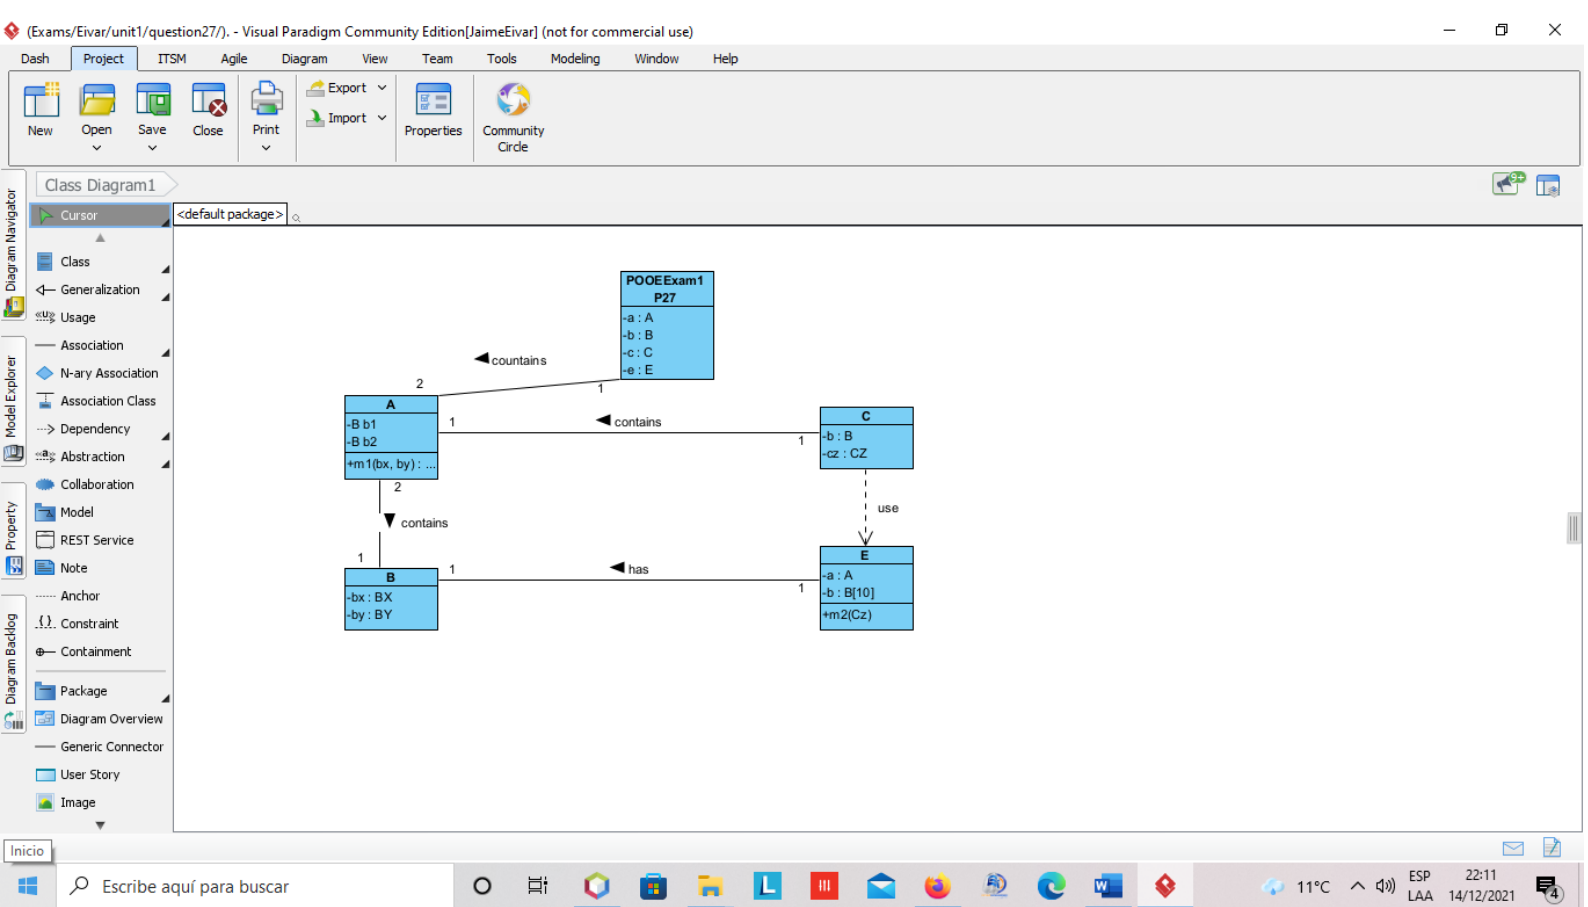 (Exams/Eivar/unit1/question27/). - Visual Paradigm Community Edition[JaimeEivar] (not for commercial use)
Dash Project ITSM Agile Diagram View Team Tools Modeling Window Help
New Open Save Close Print Export Import Properties Community Circle
Class Diagram1
9+
Diagram Navigator
Model Explorer
Property
Diagram Backlog
Cursor
<default package>
Class
Generalization
Usage
Association
N-ary Association
Association Class
Dependency
Abstraction
Collaboration
Model
REST Service
Note
Anchor
Constraint
Containment
Package
Diagram Overview
Generic Connector
User Story
Image
POOEExam1
P27
-a : A
-b : B
-c : C
-e : E
countains
2
1
A
-B b1
-B b2
+m1(bx, by) : ...
1
contains
1
C
-b : B
-cz : CZ
2
contains
1
use
B
-bx : BX
-by : BY
1
has
1
E
-a : A
-b : B[10]
+m2(Cz)
Inicio
Escribe aquí para buscar
11°C
ESP
LAA
22:11
14/12/2021
4